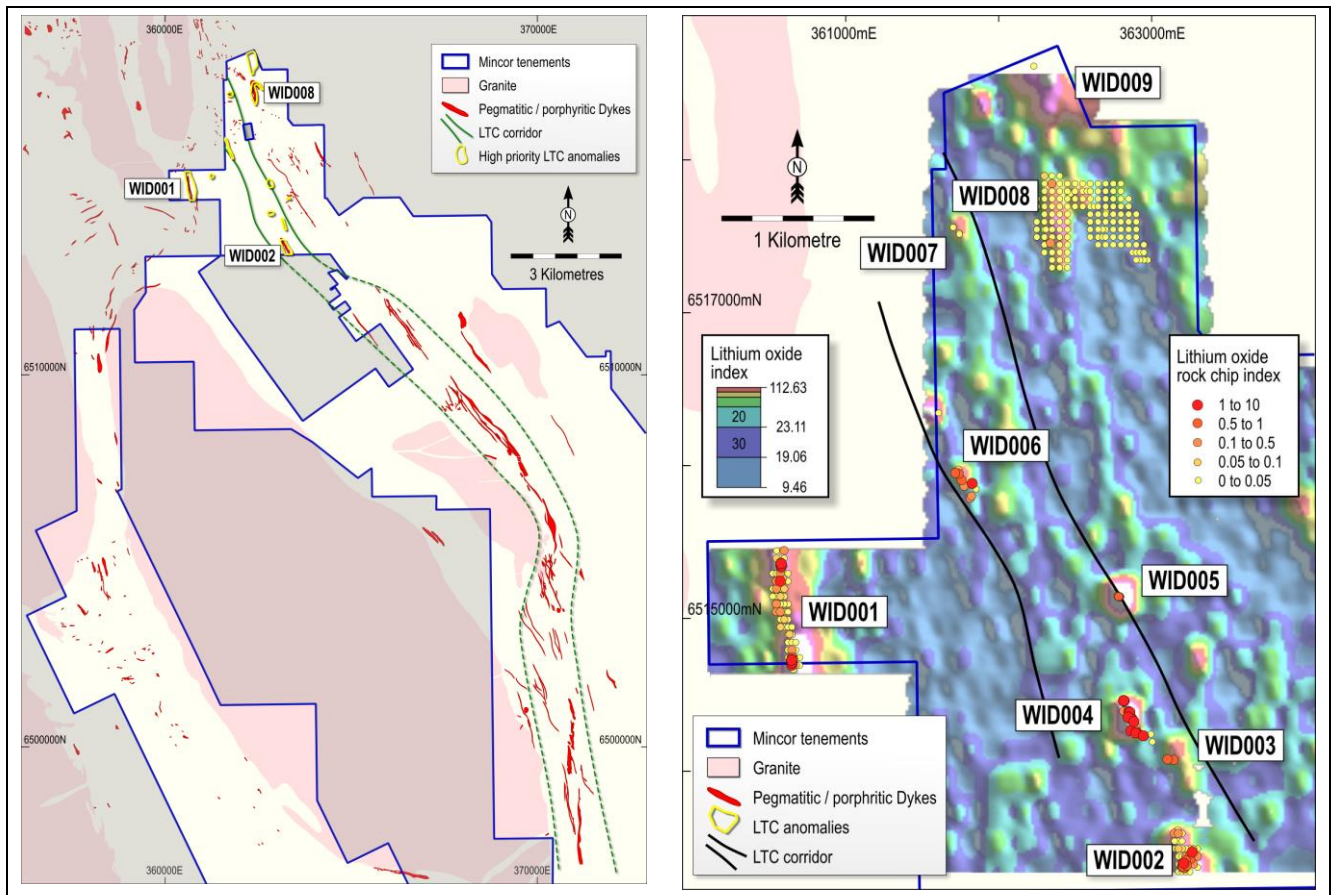 360000E
370000E
Mincor tenements
Granite
Pegmatitic / porphyritic Dykes
LTC corridor
High priority LTC anomalies
WID008
WID001
WID002
N
3 Kilometres
6510000N
6510000N
6500000N
6500000N
360000E
370000E
361000mE
363000mE
WID009
N
1 Kilometre
WID008
WID007
6517000mN
Lithium oxide
index
112.63
20
23.11
30
19.06
9.46
Lithium oxide
rock chip index
1 to 10
0.5 to 1
0.1 to 0.5
0.05 to 0.1
0 to 0.05
WID006
WID005
6515000mN
WID001
WID004
WID003
WID002
Mincor tenements
Granite
Pegmatitic / porphritic Dykes
LTC anomalies
LTC corridor